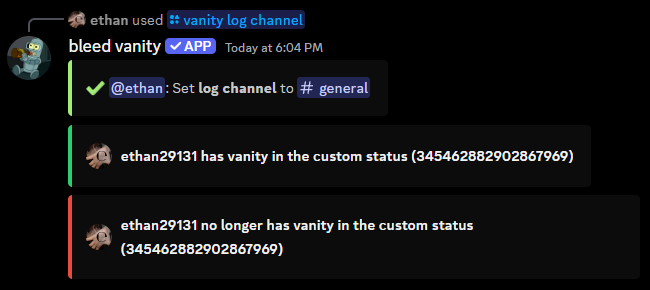 ethan used vanity log channel
bleed vanity ✓ APP Today at 6:04 PM
@ethan: Set log channel to # general
ethan29131 has vanity in the custom status (345462882902867969)
ethan29131 no longer has vanity in the custom status
(345462882902867969)